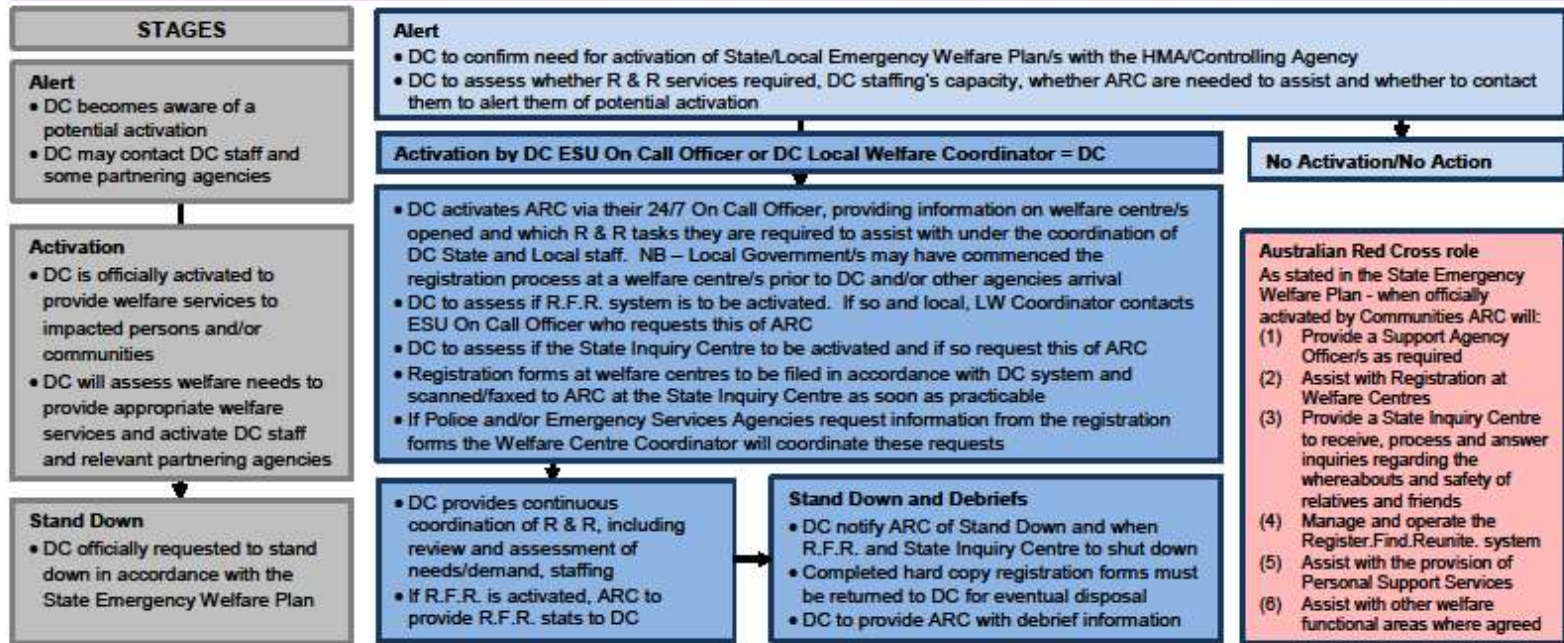 STAGES
Alert
• DC becomes aware of a
potential activation
• DC may contact DC staff and
some partnering agencies
Activation
• DC is officially activated to
provide welfare services to
impacted persons and/or
communities
• DC will assess welfare needs to
provide appropriate welfare
services and activate DC staff
and relevant partnering agencies
Stand Down
• DC officially requested to stand
down in accordance with the
State Emergency Welfare Plan
Alert
• DC to confirm need for activation of State/Local Emergency Welfare Plan/s with the HMA/Controlling Agency
• DC to assess whether R & R services required, DC staffing's capacity, whether ARC are needed to assist and whether to contact
them to alert them of potential activation
Activation by DC ESU On Call Officer or DC Local Welfare Coordinator = DC
No Activation/No Action
• DC activates ARC via their 24/7 On Call Officer, providing information on welfare centre/s
opened and which R & R tasks they are required to assist with under the coordination of
DC State and Local staff. NB – Local Government/s may have commenced the
registration process at a welfare centre/s prior to DC and/or other agencies arrival
• DC to assess if R.F.R. system is to be activated. If so and local, LW Coordinator contacts
ESU On Call Officer who requests this of ARC
• DC to assess if the State Inquiry Centre to be activated and if so request this of ARC
• Registration forms at welfare centres to be filed in accordance with DC system and
scanned/faxed to ARC at the State Inquiry Centre as soon as practicable
• If Police and/or Emergency Services Agencies request information from the registration
forms the Welfare Centre Coordinator will coordinate these requests
• DC provides continuous
coordination of R & R, including
review and assessment of
needs/demand, staffing
• If R.F.R. is activated, ARC to
provide R.F.R. stats to DC
Stand Down and Debriefs
• DC notify ARC of Stand Down and when
R.F.R. and State Inquiry Centre to shut down
• Completed hard copy registration forms must
be returned to DC for eventual disposal
• DC to provide ARC with debrief information
Australian Red Cross role
As stated in the State Emergency
Welfare Plan - when officially
activated by Communities ARC will:
(1) Provide a Support Agency
Officer/s as required
(2) Assist with Registration at
Welfare Centres
(3) Provide a State Inquiry Centre
to receive, process and answer
inquiries regarding the
whereabouts and safety of
relatives and friends
(4) Manage and operate the
Register.Find.Reunite. system
(5) Assist with the provision of
Personal Support Services
(6) Assist with other welfare
functional areas where agreed